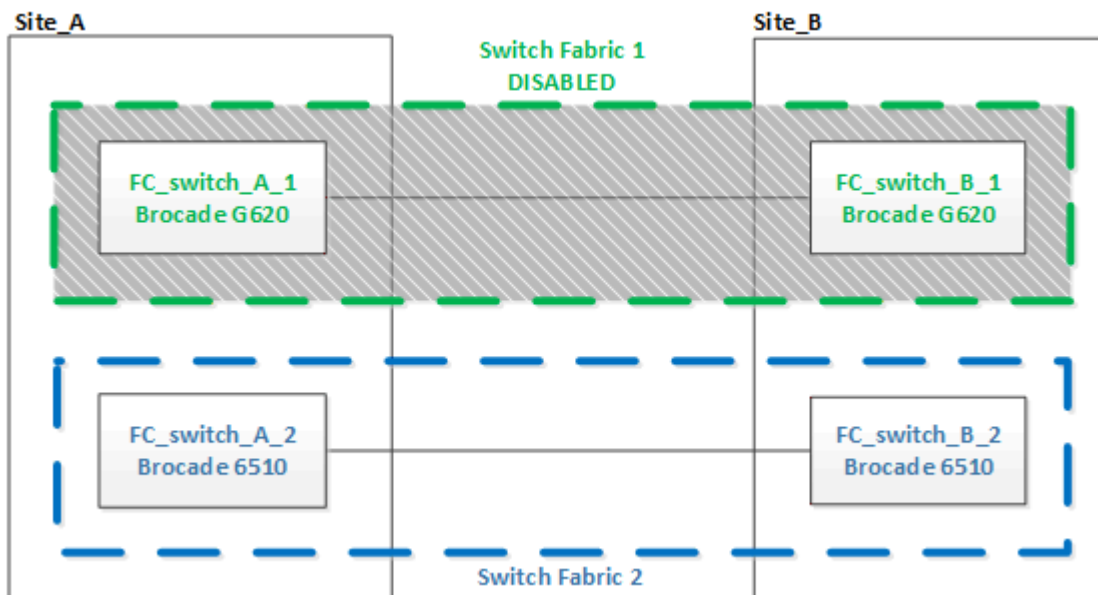 Site_A
Site_B
Switch Fabric 1
DISABLED
FC_switch_A_1
Brocade G620
FC_switch_B_1
Brocade G620
FC_switch_A_2
Brocade 6510
FC_switch_B_2
Brocade 6510
Switch Fabric 2